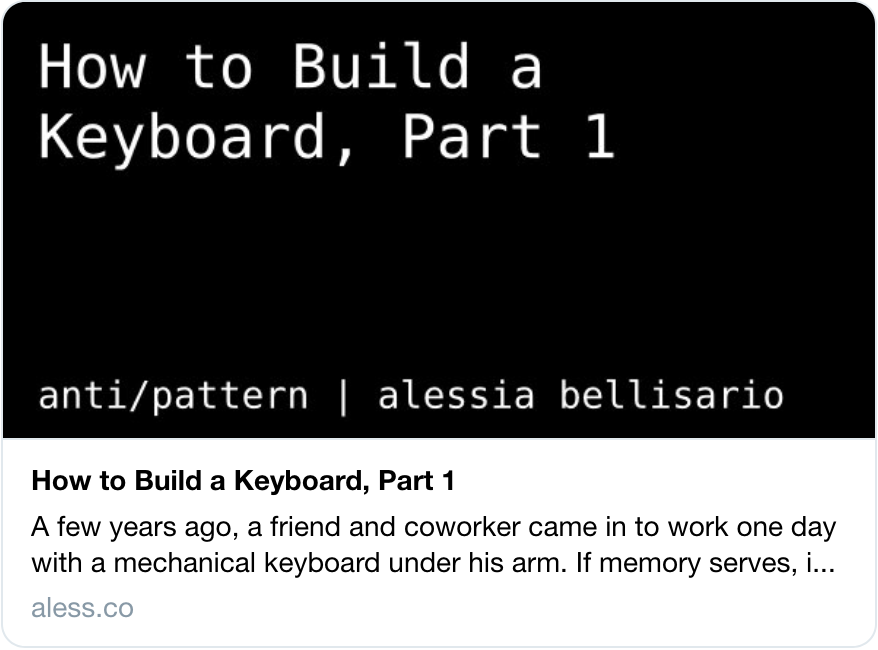 How to Build a
Keyboard, Part 1
anti/pattern | alessia bellisario
How to Build a Keyboard, Part 1
A few years ago, a friend and coworker came in to work one day
with a mechanical keyboard under his arm. If memory serves, i...
aless.co